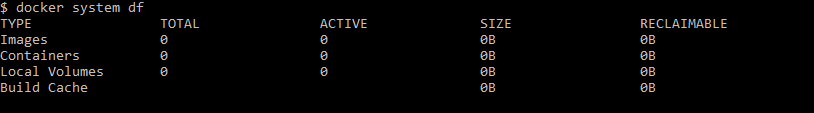 $ docker system df
TYPE TOTAL ACTIVE SIZE RECLAIMABLE
Images 0 0 0B 0B
Containers 0 0 0B 0B
Local Volumes 0 0 0B 0B
Build Cache 0B 0B